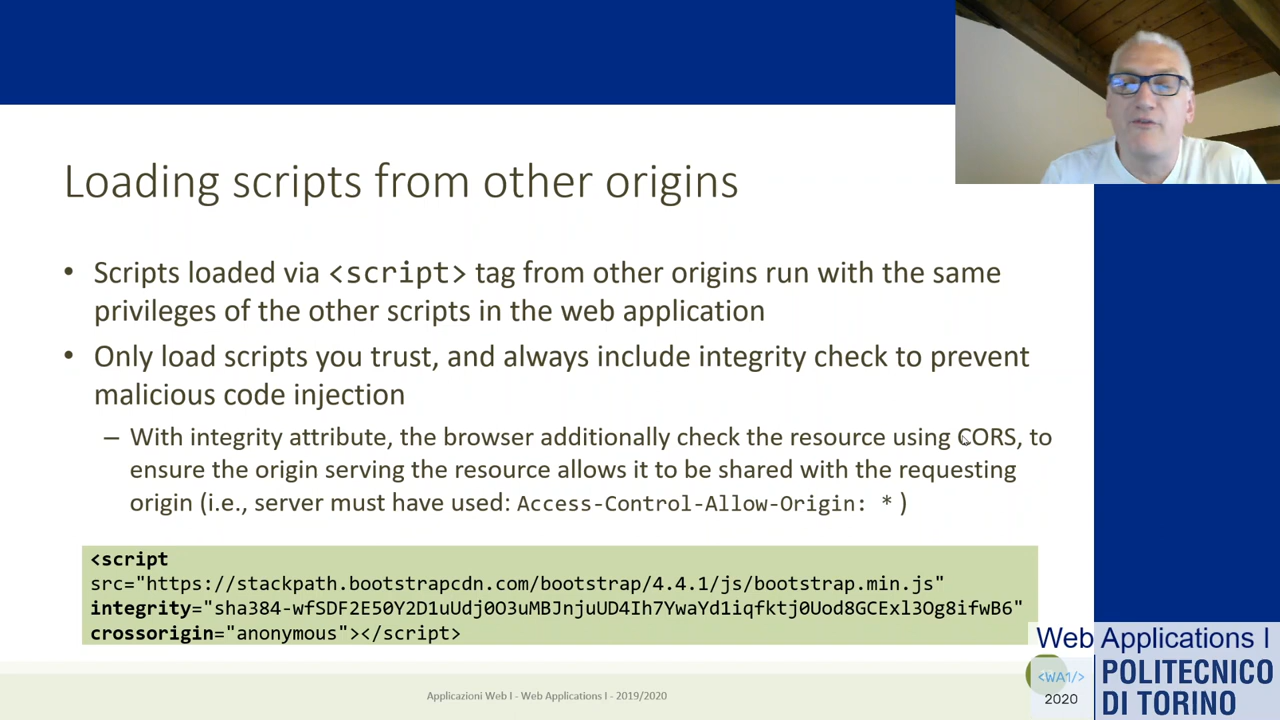 Loading scripts from other origins
• Scripts loaded via <script> tag from other origins run with the same
privileges of the other scripts in the web application
• Only load scripts you trust, and always include integrity check to prevent
malicious code injection
– With integrity attribute, the browser additionally check the resource using CORS, to
ensure the origin serving the resource allows it to be shared with the requesting
origin (i.e., server must have used: Access-Control-Allow-Origin: * )
<script
src="https://stackpath.bootstrapcdn.com/bootstrap/4.4.1/js/bootstrap.min.js"
integrity="sha384-wfSDF2E50Y2D1uUdj0O3uMBJnjuUD4Ih7YwaYd1iqfktj0Uod8GCExl3Og8ifwB6"
crossorigin="anonymous"></script>
Applicazioni Web I - Web Applications I - 2019/2020
Web Applications I
<WA1/>
2020
POLITECNICO
DI TORINO